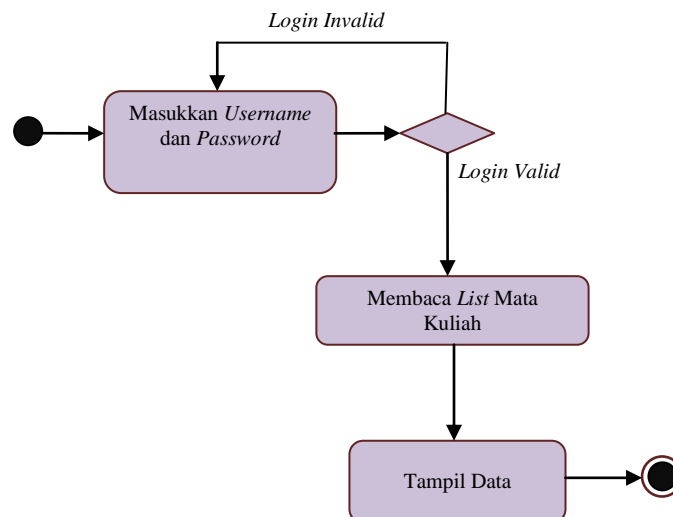 Login Invalid
Masukkan Username
dan Password
Login Valid
Membaca List Mata
Kuliah
Tampil Data